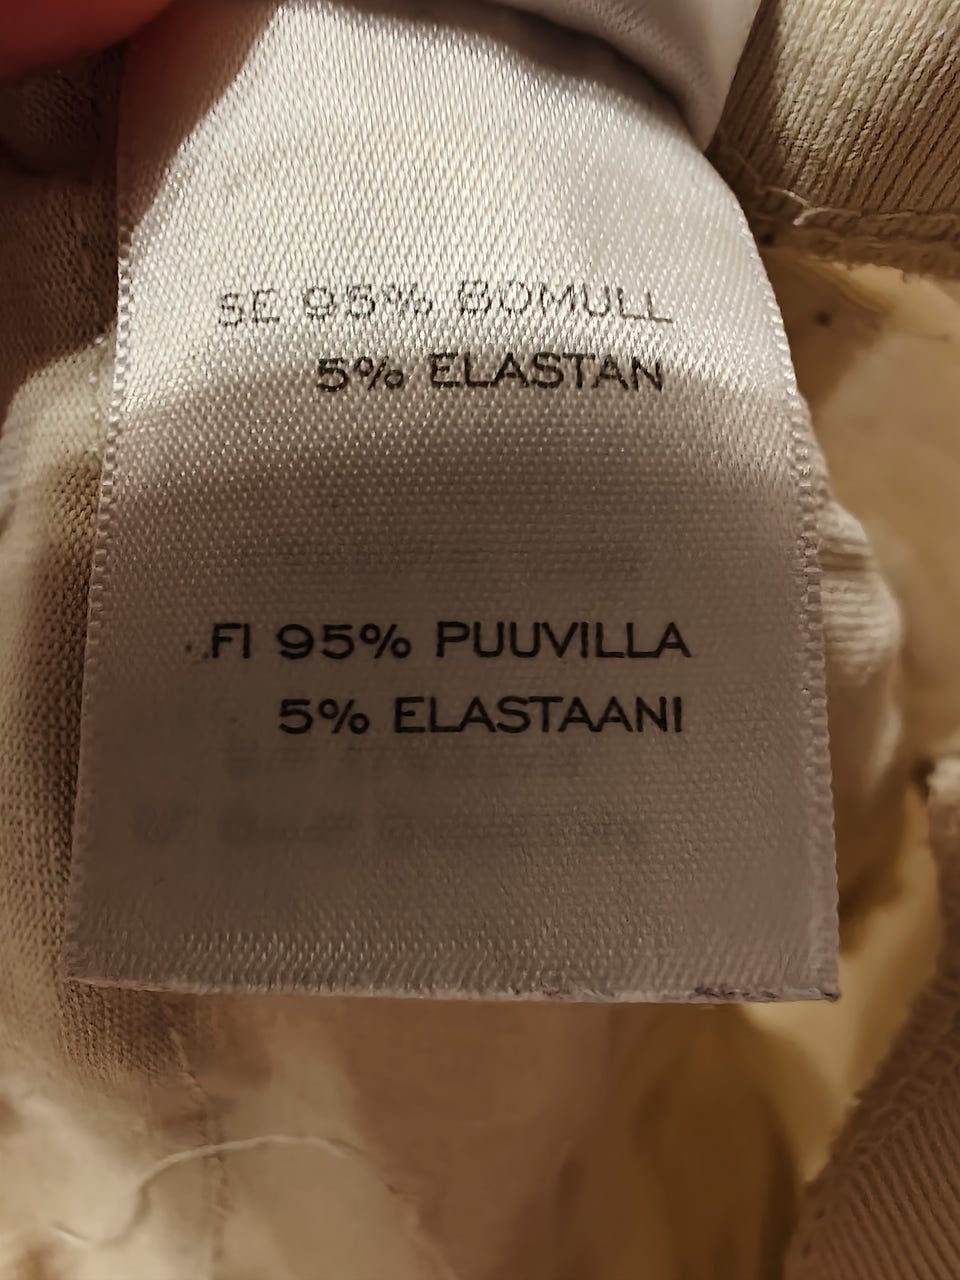 SE 95% BOMULL
5% ELASTAN
FI 95% PUUVILLA
5% ELASTAANI